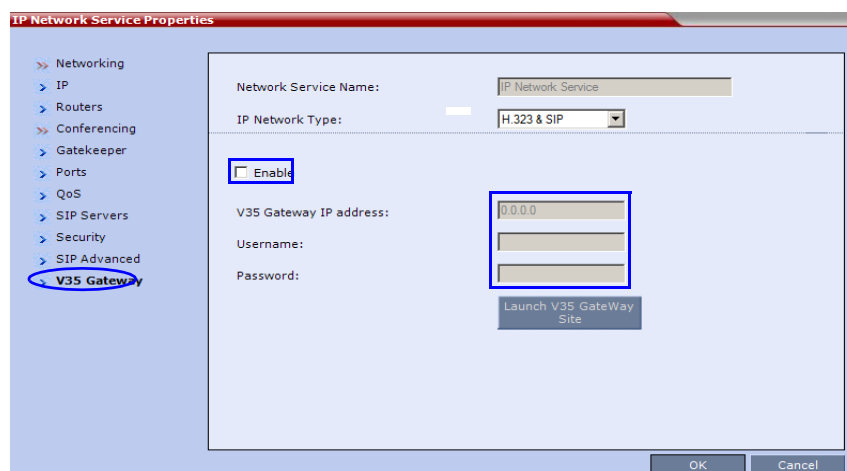 IP Network Service Properties
Networking
IP
Routers
Conferencing
Gatekeeper
Ports
QoS
SIP Servers
Security
SIP Advanced
V35 Gateway
Network Service Name: IP Network Service
IP Network Type: H.323 & SIP
Enable
V35 Gateway IP address: 0.0.0.0
Username:
Password:
Launch V35 GateWay
Site
OK Cancel